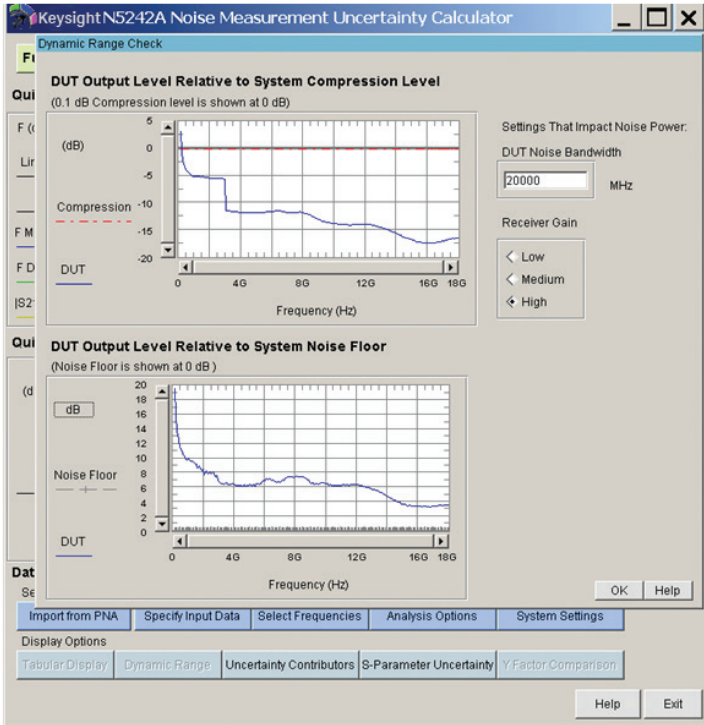 Keysight N5242A Noise Measurement Uncertainty Calculator
Dynamic Range Check
DUT Output Level Relative to System Compression Level
(0.1 dB Compression level is shown at 0 dB)
(dB)
Compression
DUT
5
0
-5
-10
-15
-20
0 4G 8G 12G 16G 18G
Frequency (Hz)
Settings That Impact Noise Power:
DUT Noise Bandwidth
20000 MHz
Receiver Gain
Low
Medium
High
DUT Output Level Relative to System Noise Floor
(Noise Floor is shown at 0 dB )
dB
Noise Floor
DUT
20
18
16
14
12
10
8
6
4
2
0
0 4G 8G 12G 16G 18G
Frequency (Hz)
OK Help
Qui
F (
Lir
F M
F D
|S2
Qui
(d
Dat
Se
Import from PNA Specify Input Data Select Frequencies Analysis Options System Settings
Display Options
Tabular Display Dynamic Range Uncertainty Contributors S-Parameter Uncertainty Y Factor Comparison
Help Exit